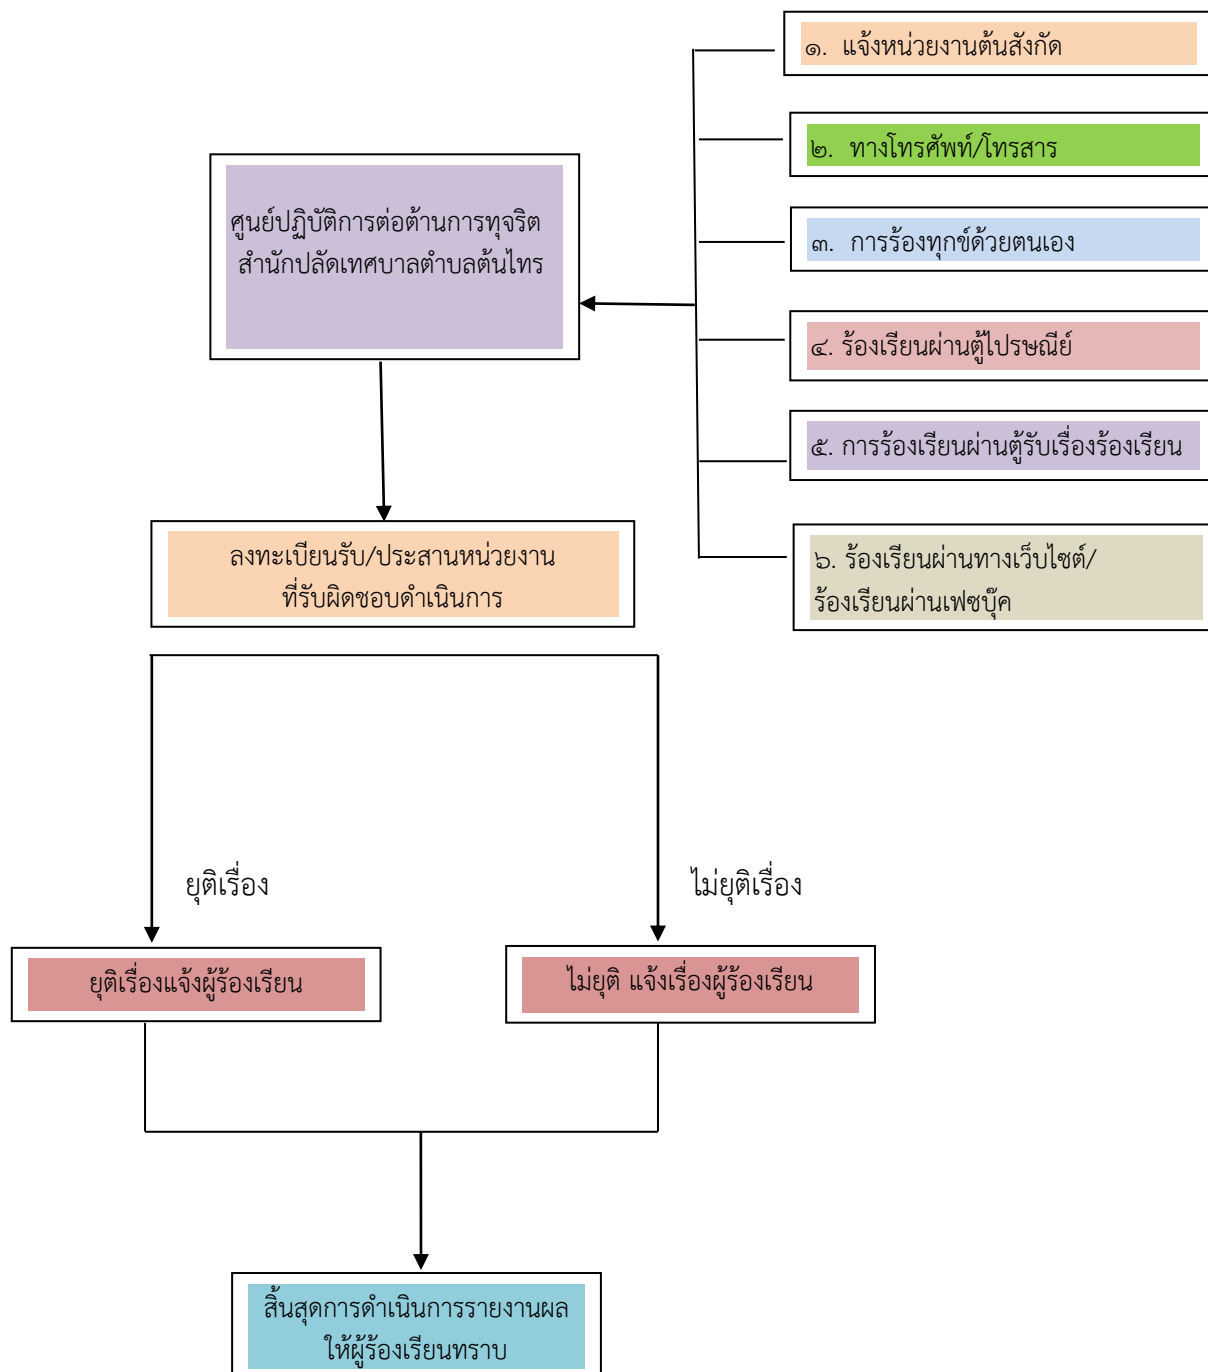 ๑. แจ้งหน่วยงานต้นสังกัด
๒. ทางโทรศัพท์/โทรสาร
ศูนย์ปฏิบัติการต่อต้านการทุจริต
สำนักปลัดเทศบาลตำบลต้นไทร
๓. การร้องทุกข์ด้วยตนเอง
๔. ร้องเรียนผ่านตู้ไปรษณีย์
๕. การร้องเรียนผ่านตู้รับเรื่องร้องเรียน
๖. ร้องเรียนผ่านทางเว็บไซต์/
ร้องเรียนผ่านเฟซบุ๊ค
ลงทะเบียนรับ/ประสานหน่วยงาน
ที่รับผิดชอบดำเนินการ
ยุติเรื่อง
ไม่ยุติเรื่อง
ยุติเรื่องแจ้งผู้ร้องเรียน
ไม่ยุติ แจ้งเรื่องผู้ร้องเรียน
สิ้นสุดการดำเนินการรายงานผล
ให้ผู้ร้องเรียนทราบ